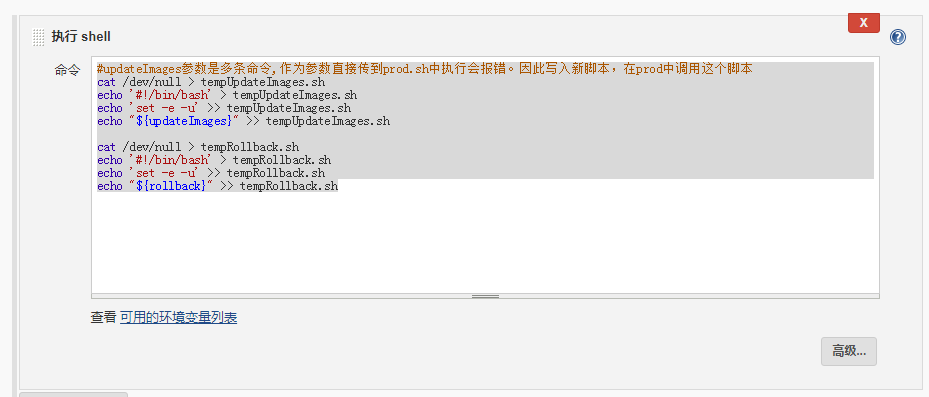 X
执行 shell
命令
#updateImages参数是多条命令,作为参数直接传到prod.sh中执行会报错。因此写入新脚本，在prod中调用这个脚本
cat /dev/null > tempUpdateImages.sh
echo '#!/bin/bash' > tempUpdateImages.sh
echo 'set -e -u' >> tempUpdateImages.sh
echo "${updateImages}" >> tempUpdateImages.sh

cat /dev/null > tempRollback.sh
echo '#!/bin/bash' > tempRollback.sh
echo 'set -e -u' >> tempRollback.sh
echo "${rollback}" >> tempRollback.sh
查看 可用的环境变量列表
高级...